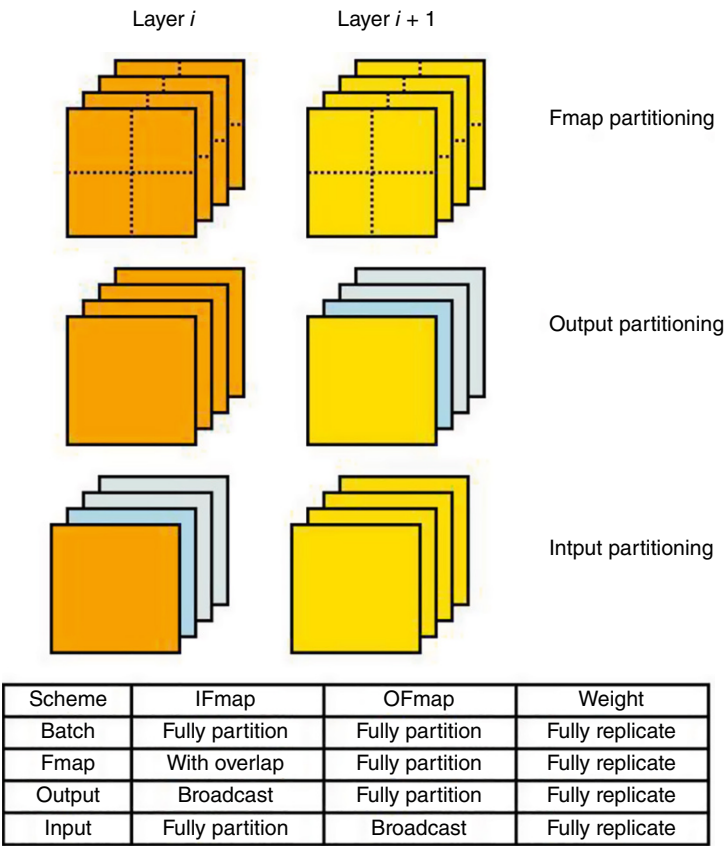 Layer i Layer i + 1
Fmap partitioning
Output partitioning
Intput partitioning
Scheme IFmap OFmap Weight
Batch Fully partition Fully partition Fully replicate
Fmap With overlap Fully partition Fully replicate
Output Broadcast Fully partition Fully replicate
Input Fully partition Broadcast Fully replicate